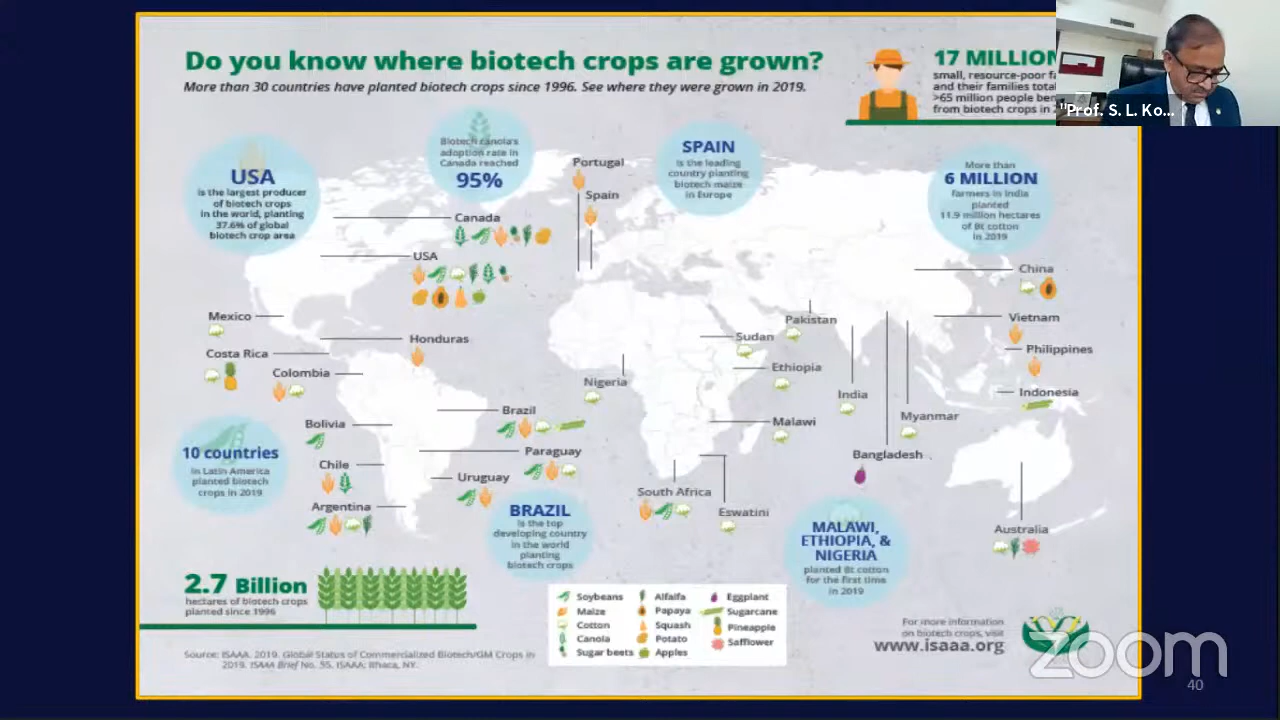 Do you know where biotech crops are grown?
More than 30 countries have planted biotech crops since 1996. See where they were grown in 2019.
17 MILLION
small, resource-poor
and their families
>65 million people
from biotech crops in
"Prof. S. L. Ko...
USA
is the largest producer
of biotech crops
in the world, planting
37.6% of global
biotech crop area
Biotech canola's
adoption rate in
Canada reached
95%
SPAIN
is the leading
country planting
biotech maize
in Europe
More than
6 MILLION
farmers in India
planted
11.9 million hectares
of Bt cotton
in 2019
Portugal
Spain
Canada
USA
Mexico
Honduras
Costa Rica
Colombia
Brazil
Bolivia
Paraguay
Chile
Uruguay
Argentina
Nigeria
Sudan
Pakistan
Ethiopia
Malawi
India
South Africa
Eswatini
China
Vietnam
Philippines
Indonesia
Myanmar
Bangladesh
Australia
10 countries
in Latin America
planted biotech
crops in 2019
BRAZIL
is the top
developing country
in the world
planting
biotech crops
MALAWI,
ETHIOPIA, &
NIGERIA
planted Bt cotton
for the first time
in 2019
2.7 Billion
hectares of biotech crops
planted since 1996
Soybeans
Maize
Cotton
Canola
Sugar beets
Alfalfa
Papaya
Squash
Potato
Apples
Eggplant
Sugarcane
Pineapple
Safflower
Source: ISAAA. 2019. Global Status of Commercialized Biotech/GM Crops in
2019. ISAAA Brief No. 55. ISAAA: Ithaca, NY.
For more information
on biotech crops, visit
www.isaaa.org
zoom
40